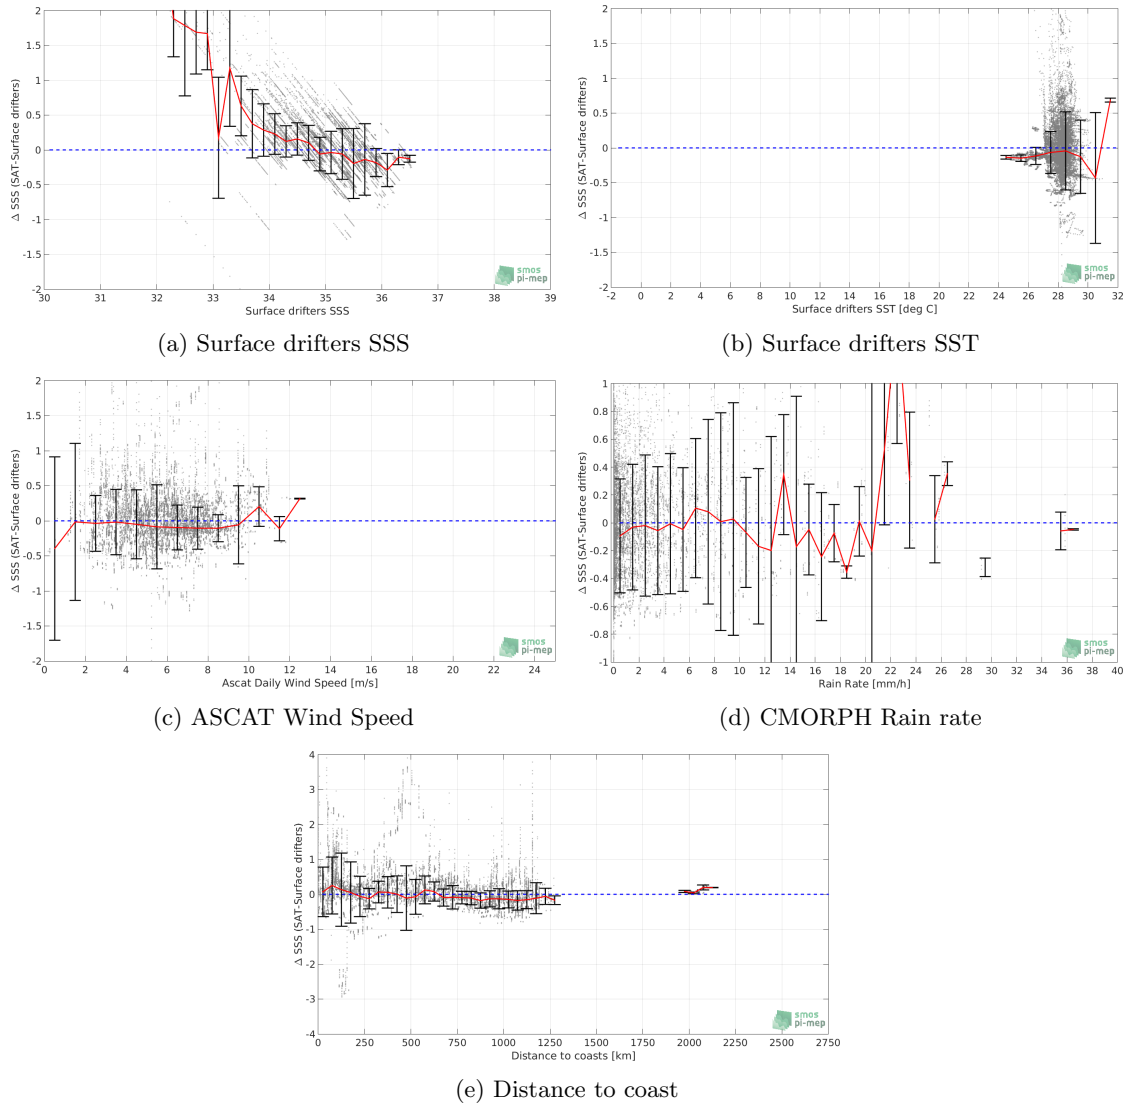 2
1.5
1
0.5
0
-0.5
-1
-1.5
-2
Δ SSS (SAT-Surface drifters)
30 31 32 33 34 35 36 37 38 39
Surface drifters SSS
smos
pi-mep
(a) Surface drifters SSS
2
1.5
1
0.5
0
-0.5
-1
-1.5
-2
Δ SSS (SAT-Surface drifters)
-2 0 2 4 6 8 10 12 14 16 18 20 22 24 26 28 30 32
Surface drifters SST [deg C]
smos
pi-mep
(b) Surface drifters SST
2
1.5
1
0.5
0
-0.5
-1
-1.5
-2
Δ SSS (SAT-Surface drifters)
0 2 4 6 8 10 12 14 16 18 20 22 24
Ascat Daily Wind Speed [m/s]
smos
pi-mep
(c) ASCAT Wind Speed
1
0.8
0.6
0.4
0.2
0
-0.2
-0.4
-0.6
-0.8
-1
Δ SSS (SAT-Surface drifters)
0 2 4 6 8 10 12 14 16 18 20 22 24 26 28 30 32 34 36 38 40
Rain Rate [mm/h]
smos
pi-mep
(d) CMORPH Rain rate
4
3
2
1
0
-1
-2
-3
-4
Δ SSS (SAT-Surface drifters)
0 250 500 750 1000 1250 1500 1750 2000 2250 2500 2750
Distance to coasts [km]
smos
pi-mep
(e) Distance to coast